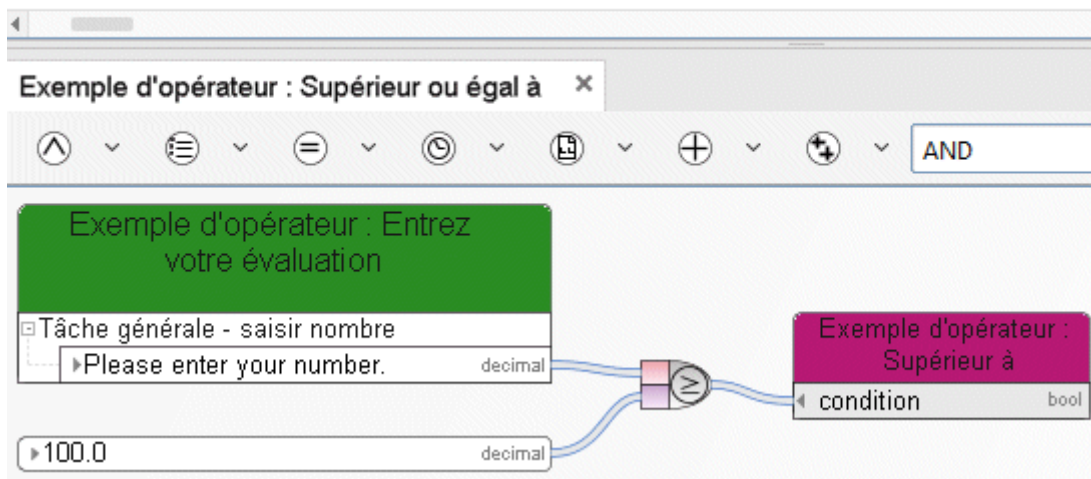 Exemple d'opérateur : Supérieur ou égal à ×
AND
Exemple d'opérateur : Entrez
votre évaluation
Tâche générale - saisir nombre
Please enter your number. decimal
100.0 decimal
≥
Exemple d'opérateur :
Supérieur à
condition bool